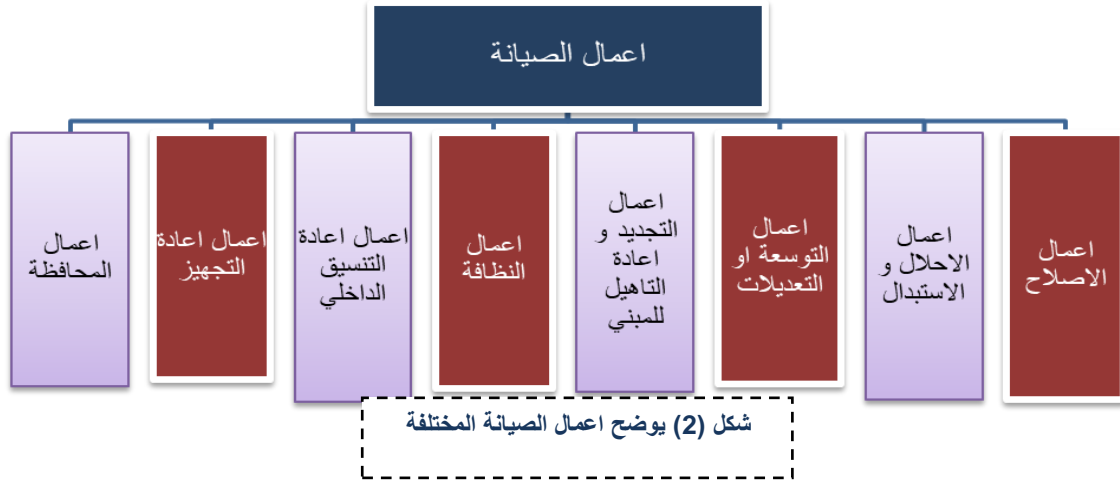 اعمال الصيانة
اعمال
الاصلاح
اعمال
الاحلال و
الاستبدال
اعمال
التوسعة او
التعديلات
اعمال
التجديد و
اعادة
التاهيل
للمبني
اعمال
النظافة
اعمال اعادة
التنسيق
الداخلي
اعمال اعادة
التجهيز
اعمال
المحافظة
شكل (2) يوضح اعمال الصيانة المختلفة